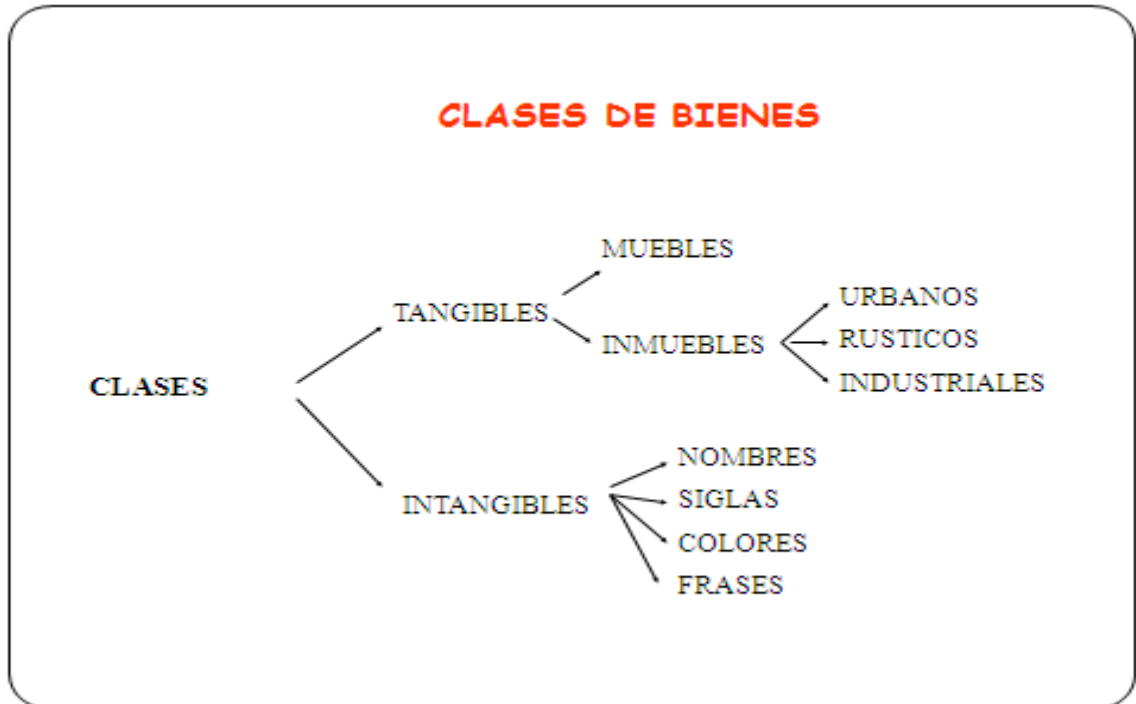 CLASES DE BIENES
MUEBLES
TANGIBLES
URBANOS
INMUEBLES
RUSTICOS
INDUSTRIALES
CLASES
NOMBRES
INTANGIBLES
SIGLAS
COLORES
FRASES